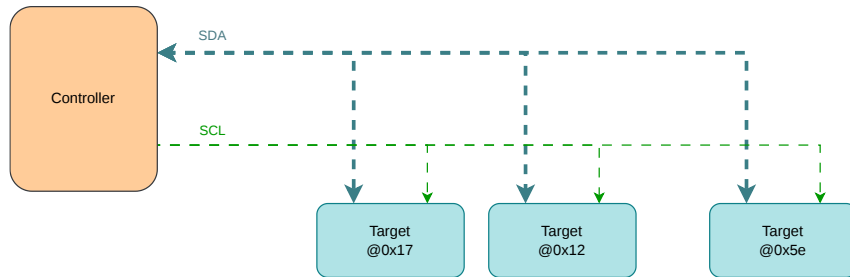 SDA
Controller
SCL
Target
@0x17
Target
@0x12
Target
@0x5e